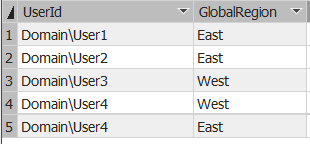 UserId GlobalRegion
1 Domain\User1 East
2 Domain\User2 East
3 Domain\User3 West
4 Domain\User4 West
5 Domain\User4 East